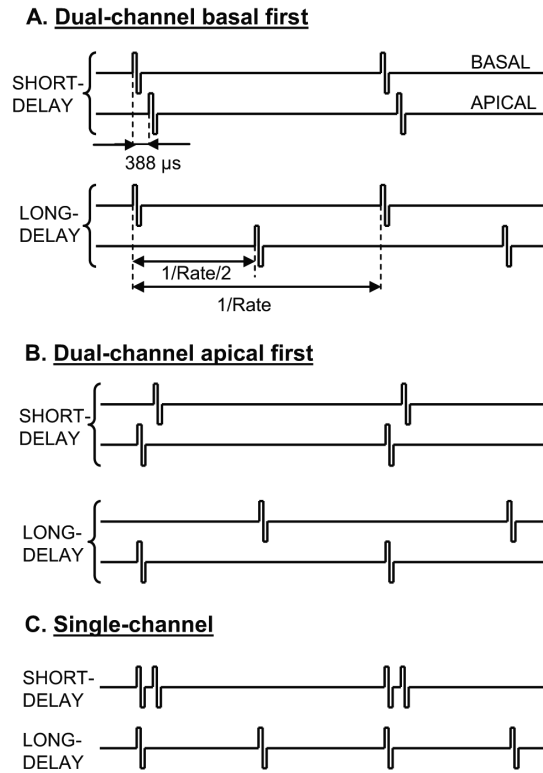 A. Dual-channel basal first
BASAL
SHORT-
DELAY
APICAL
388 µs
LONG-
DELAY
1/Rate/2
1/Rate
B. Dual-channel apical first
SHORT-
DELAY
LONG-
DELAY
C. Single-channel
SHORT-
DELAY
LONG-
DELAY